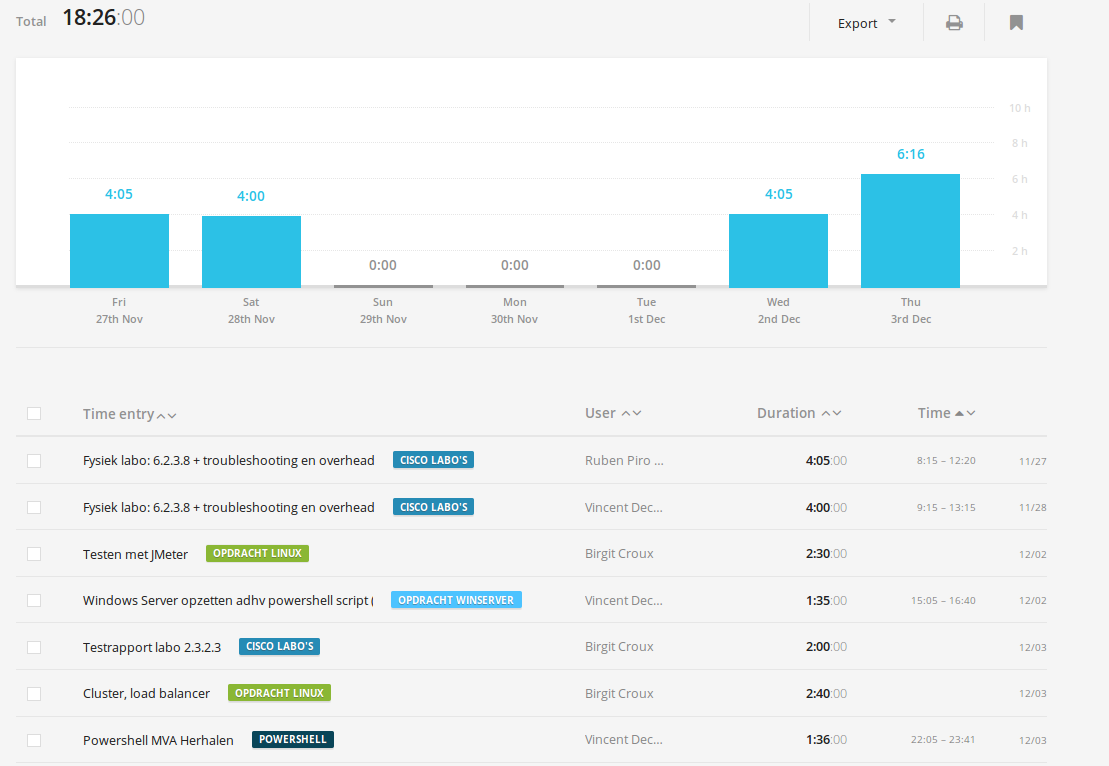 Total 18:26:00 Export
10 h
8 h
6:16
6 h
4:05 4:00 4:05
4 h
2 h
0:00 0:00 0:00
Fri Sat Sun Mon Tue Wed Thu
27th Nov 28th Nov 29th Nov 30th Nov 1st Dec 2nd Dec 3rd Dec
Time entry User Duration Time
Fysiek labo: 6.2.3.8 + troubleshooting en overhead CISCO LABO'S Ruben Piro ... 4:05:00 8:15 – 12:20 11/27
Fysiek labo: 6.2.3.8 + troubleshooting en overhead CISCO LABO'S Vincent Dec... 4:00:00 9:15 – 13:15 11/28
Testen met JMeter OPDRACHT LINUX Birgit Croux 2:30:00 12/02
Windows Server opzetten adhv powershell script ( OPDRACHT WINSERVER Vincent Dec... 1:35:00 15:05 – 16:40 12/02
Testrapport labo 2.3.2.3 CISCO LABO'S Birgit Croux 2:00:00 12/03
Cluster, load balancer OPDRACHT LINUX Birgit Croux 2:40:00 12/03
Powershell MVA Herhalen POWERSHELL Vincent Dec... 1:36:00 22:05 – 23:41 12/03